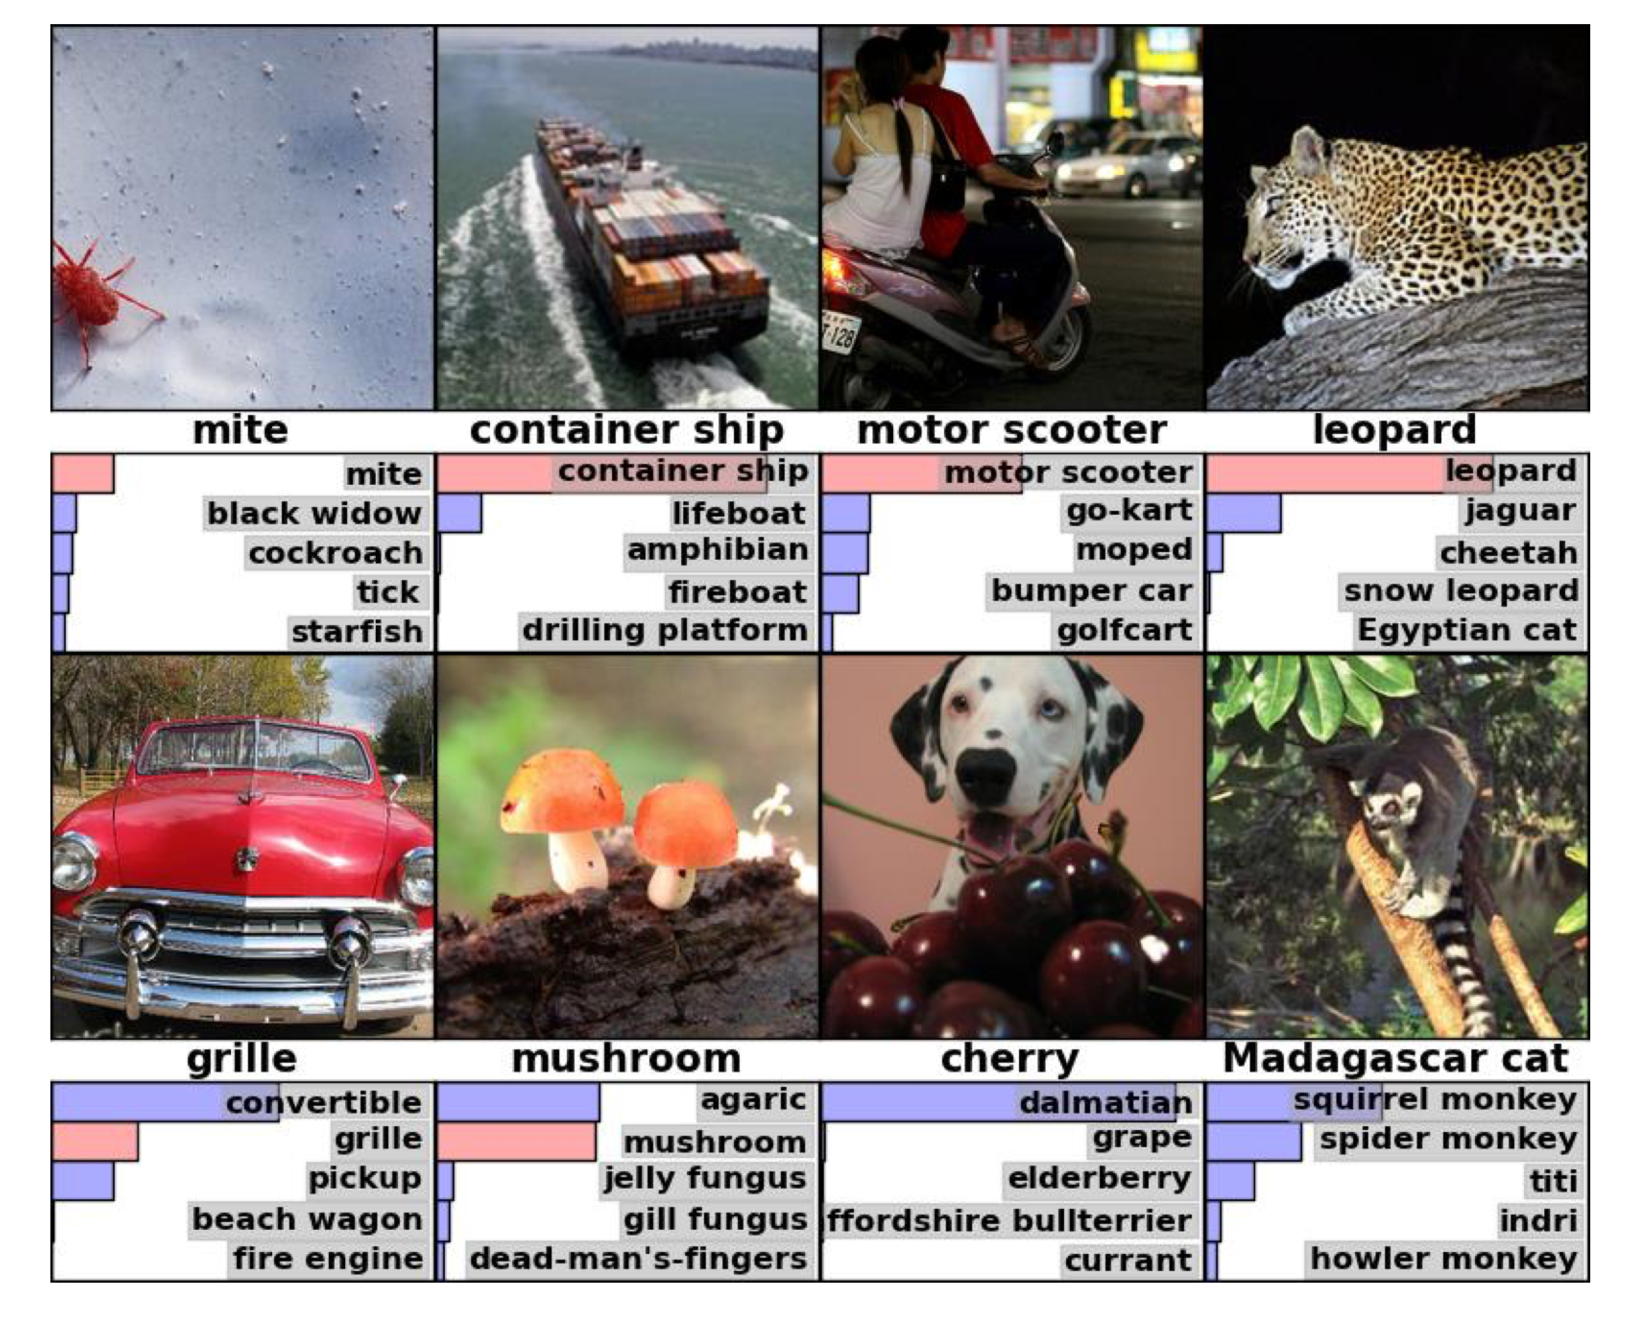 T-128
mite
container ship
motor scooter
leopard
mite
black widow
cockroach
tick
starfish
container ship
lifeboat
amphibian
fireboat
drilling platform
motor scooter
go-kart
moped
bumper car
golfcart
leopard
jaguar
cheetah
snow leopard
Egyptian cat
grille
mushroom
cherry
Madagascar cat
convertible
grille
pickup
beach wagon
fire engine
agaric
mushroom
jelly fungus
gill fungus
dead-man's-fingers
dalmatian
grape
elderberry
ffordshire bullterrier
currant
squirrel monkey
spider monkey
titi
indri
howler monkey